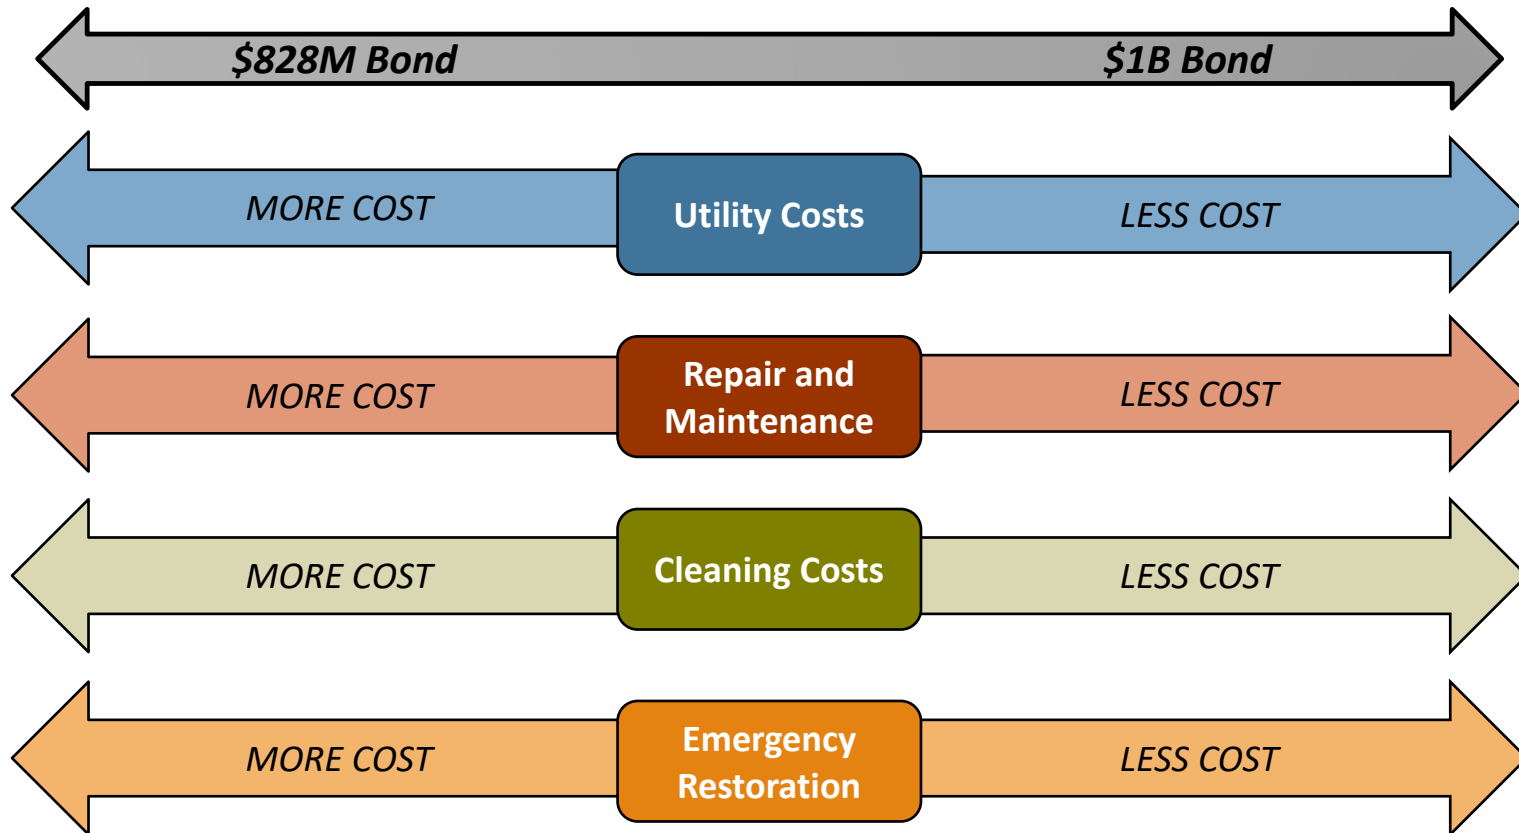 $828M Bond $1B Bond
MORE COST Utility Costs LESS COST
Repair and
Maintenance
MORE COST LESS COST
MORE COST Cleaning Costs LESS COST
Emergency
Restoration
MORE COST LESS COST